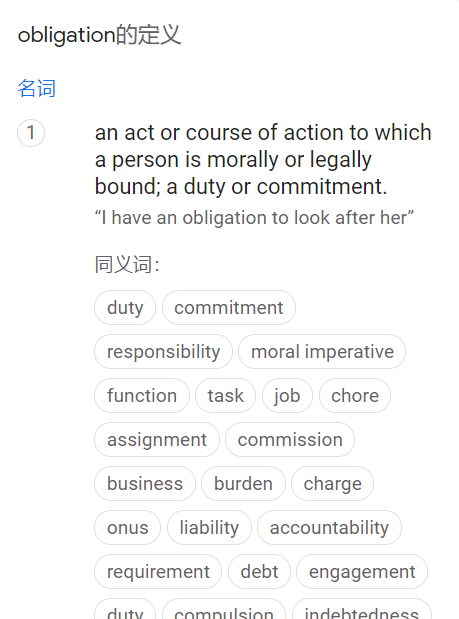 obligation的定义
名词
1 an act or course of action to which
a person is morally or legally
bound; a duty or commitment.
“I have an obligation to look after her”
同义词：
duty commitment
responsibility moral imperative
function task job chore
assignment commission
business burden charge
onus liability accountability
requirement debt engagement
duty compulsion indebtedness